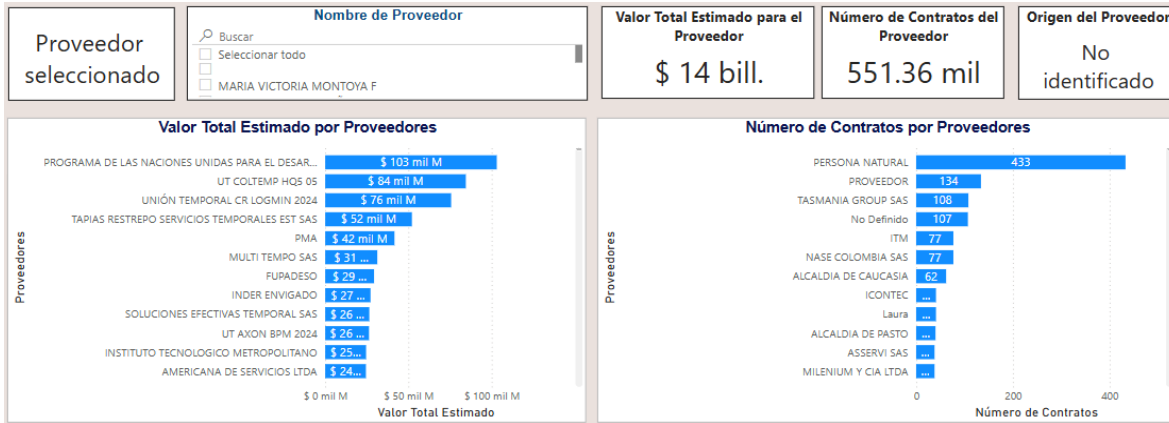 Proveedor
seleccionado
Nombre de Proveedor
Buscar
Seleccionar todo
MARIA VICTORIA MONTOYA F
Valor Total Estimado para el
Proveedor
$ 14 bill.
Número de Contratos del
Proveedor
551.36 mil
Origen del Proveedor
No
identificado
Valor Total Estimado por Proveedores
Proveedores
PROGRAMA DE LAS NACIONES UNIDAS PARA EL DESAR... $ 103 mil M
UT COLTEMP HQ5 05 $ 84 mil M
UNIÓN TEMPORAL CR LOGMIN 2024 $ 76 mil M
TAPIAS RESTREPO SERVICIOS TEMPORALES EST SAS $ 52 mil M
PMA $ 42 mil M
MULTI TEMPO SAS $ 31 ...
FUPADESO $ 29 ...
INDER ENVIGADO $ 27 ...
SOLUCIONES EFECTIVAS TEMPORAL SAS $ 26 ...
UT AXON BPM 2024 $ 26 ...
INSTITUTO TECNOLOGICO METROPOLITANO $ 25...
AMERICANA DE SERVICIOS LTDA $ 24...
$ 0 mil M $ 50 mil M $ 100 mil M
Valor Total Estimado
Número de Contratos por Proveedores
Proveedores
PERSONA NATURAL 433
PROVEEDOR 134
TASMANIA GROUP SAS 108
No Definido 107
ITM 77
NASE COLOMBIA SAS 77
ALCALDIA DE CAUCASIA 62
ICONTEC ...
Laura ...
ALCALDIA DE PASTO ...
ASSERVI SAS ...
MILENIUM Y CIA LTDA ...
0 200 400
Número de Contratos